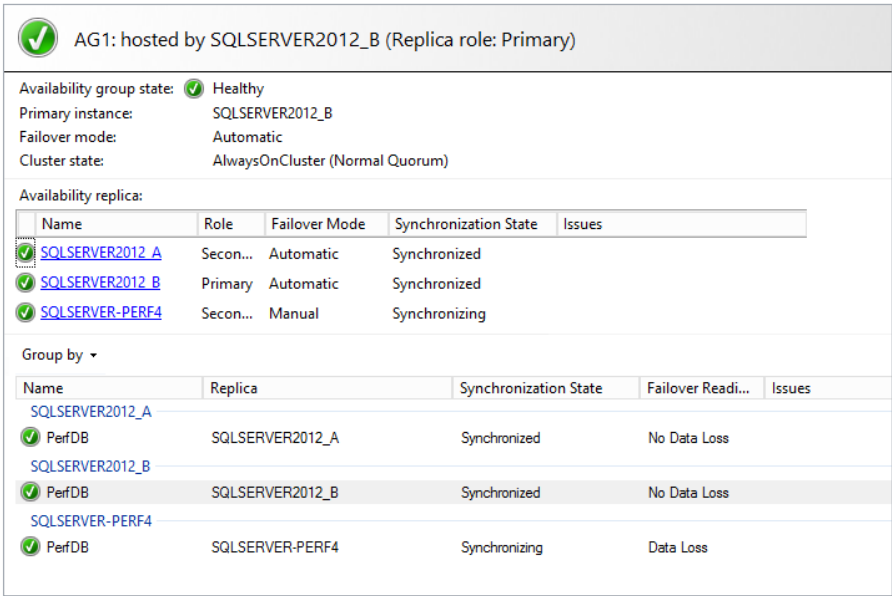 AG1: hosted by SQLSERVER2012_B (Replica role: Primary)
Availability group state: Healthy
Primary instance: SQLSERVER2012_B
Failover mode: Automatic
Cluster state: AlwaysOnCluster (Normal Quorum)
Availability replica:
Name Role Failover Mode Synchronization State Issues
SQLSERVER2012_A Secon... Automatic Synchronized
SQLSERVER2012_B Primary Automatic Synchronized
SQLSERVER-PERF4 Secon... Manual Synchronizing
Group by
Name Replica Synchronization State Failover Readi... Issues
SQLSERVER2012_A
PerfDB SQLSERVER2012_A Synchronized No Data Loss
SQLSERVER2012_B
PerfDB SQLSERVER2012_B Synchronized No Data Loss
SQLSERVER-PERF4
PerfDB SQLSERVER-PERF4 Synchronizing Data Loss